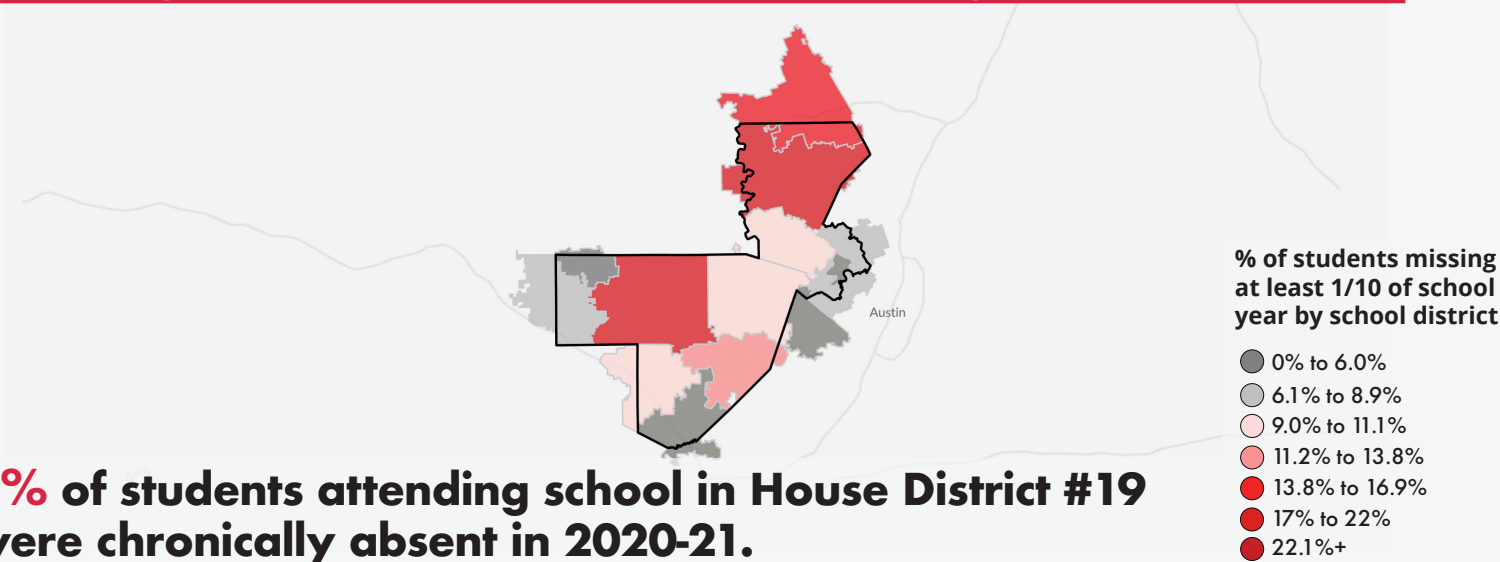 Austin
% of students missing
at least 1/10 of school
year by school district
0% to 6.0%
6.1% to 8.9%
9.0% to 11.1%
11.2% to 13.8%
13.8% to 16.9%
17% to 22%
22.1%+
% of students attending school in House District #19
were chronically absent in 2020-21.